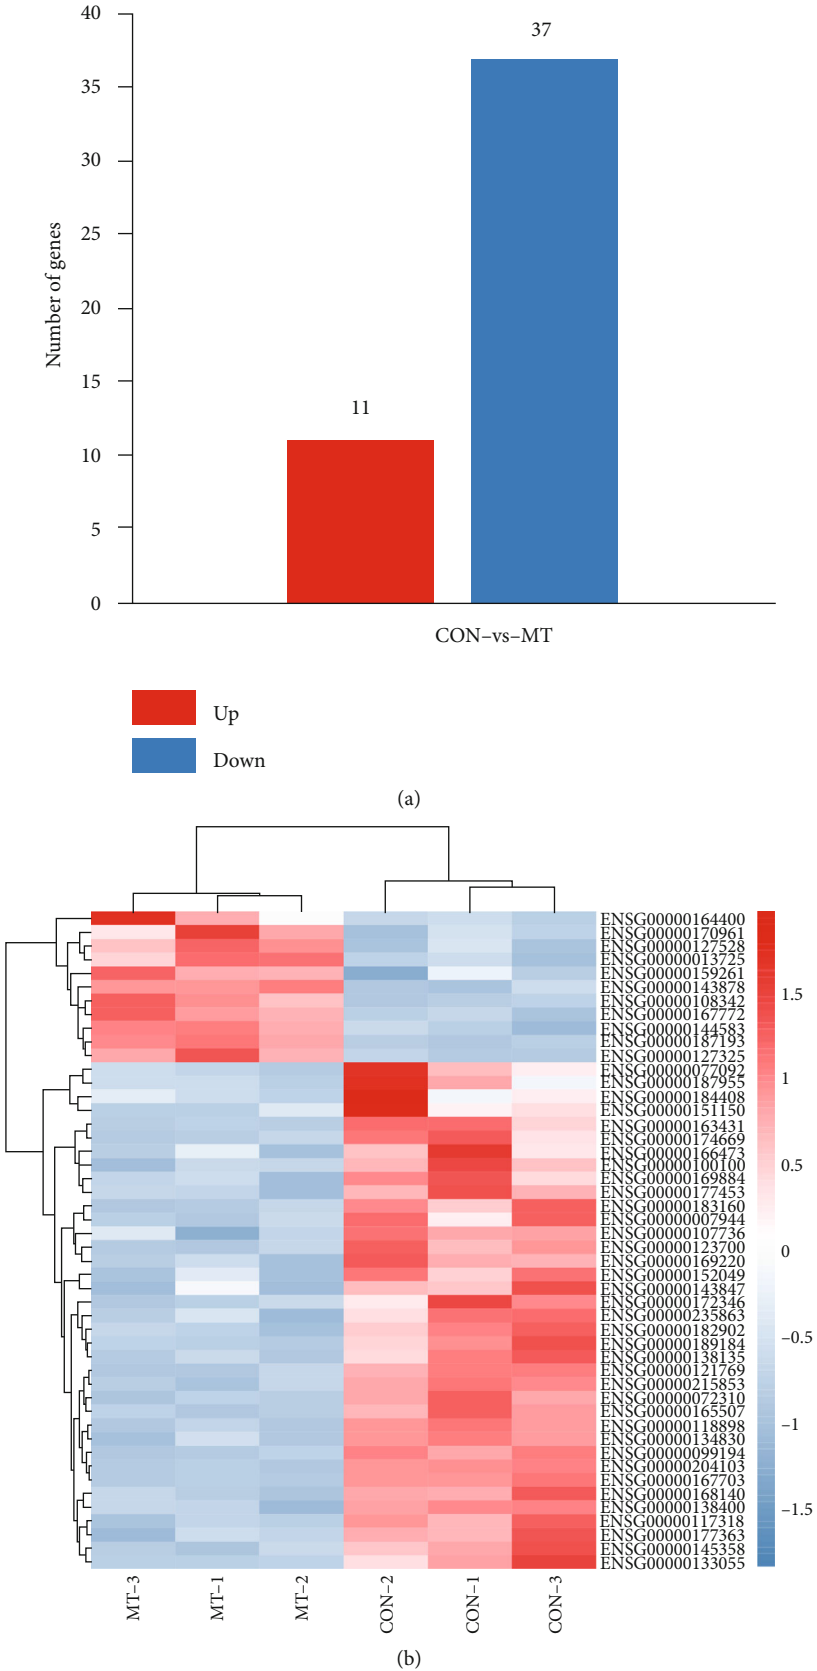 40
35
30
25
20
15
10
5
0
Number of genes
11
37
CON–vs–MT
Up
Down
(a)
ENSG00000164400
ENSG00000170961
ENSG00000127528
ENSG00000013725
ENSG00000159261
ENSG00000143878
ENSG00000108342
ENSG00000167772
ENSG00000144583
ENSG00000187193
ENSG00000127325
ENSG00000077092
ENSG00000187955
ENSG00000184408
ENSG00000151150
ENSG00000163431
ENSG00000174669
ENSG00000166473
ENSG00000100100
ENSG00000169884
ENSG00000177453
ENSG00000183160
ENSG00000007944
ENSG00000107736
ENSG00000123700
ENSG00000169220
ENSG00000152049
ENSG00000143847
ENSG00000172346
ENSG00000235863
ENSG00000182902
ENSG00000189184
ENSG00000138135
ENSG00000121769
ENSG00000215853
ENSG00000072310
ENSG00000165507
ENSG00000118898
ENSG00000134830
ENSG00000099194
ENSG00000204103
ENSG00000167703
ENSG00000168140
ENSG00000138400
ENSG00000117318
ENSG00000177363
ENSG00000145358
ENSG00000133055
1.5
1
0.5
0
–0.5
–1
–1.5
MT–3
MT–1
MT–2
CON–2
CON–1
CON–3
(b)